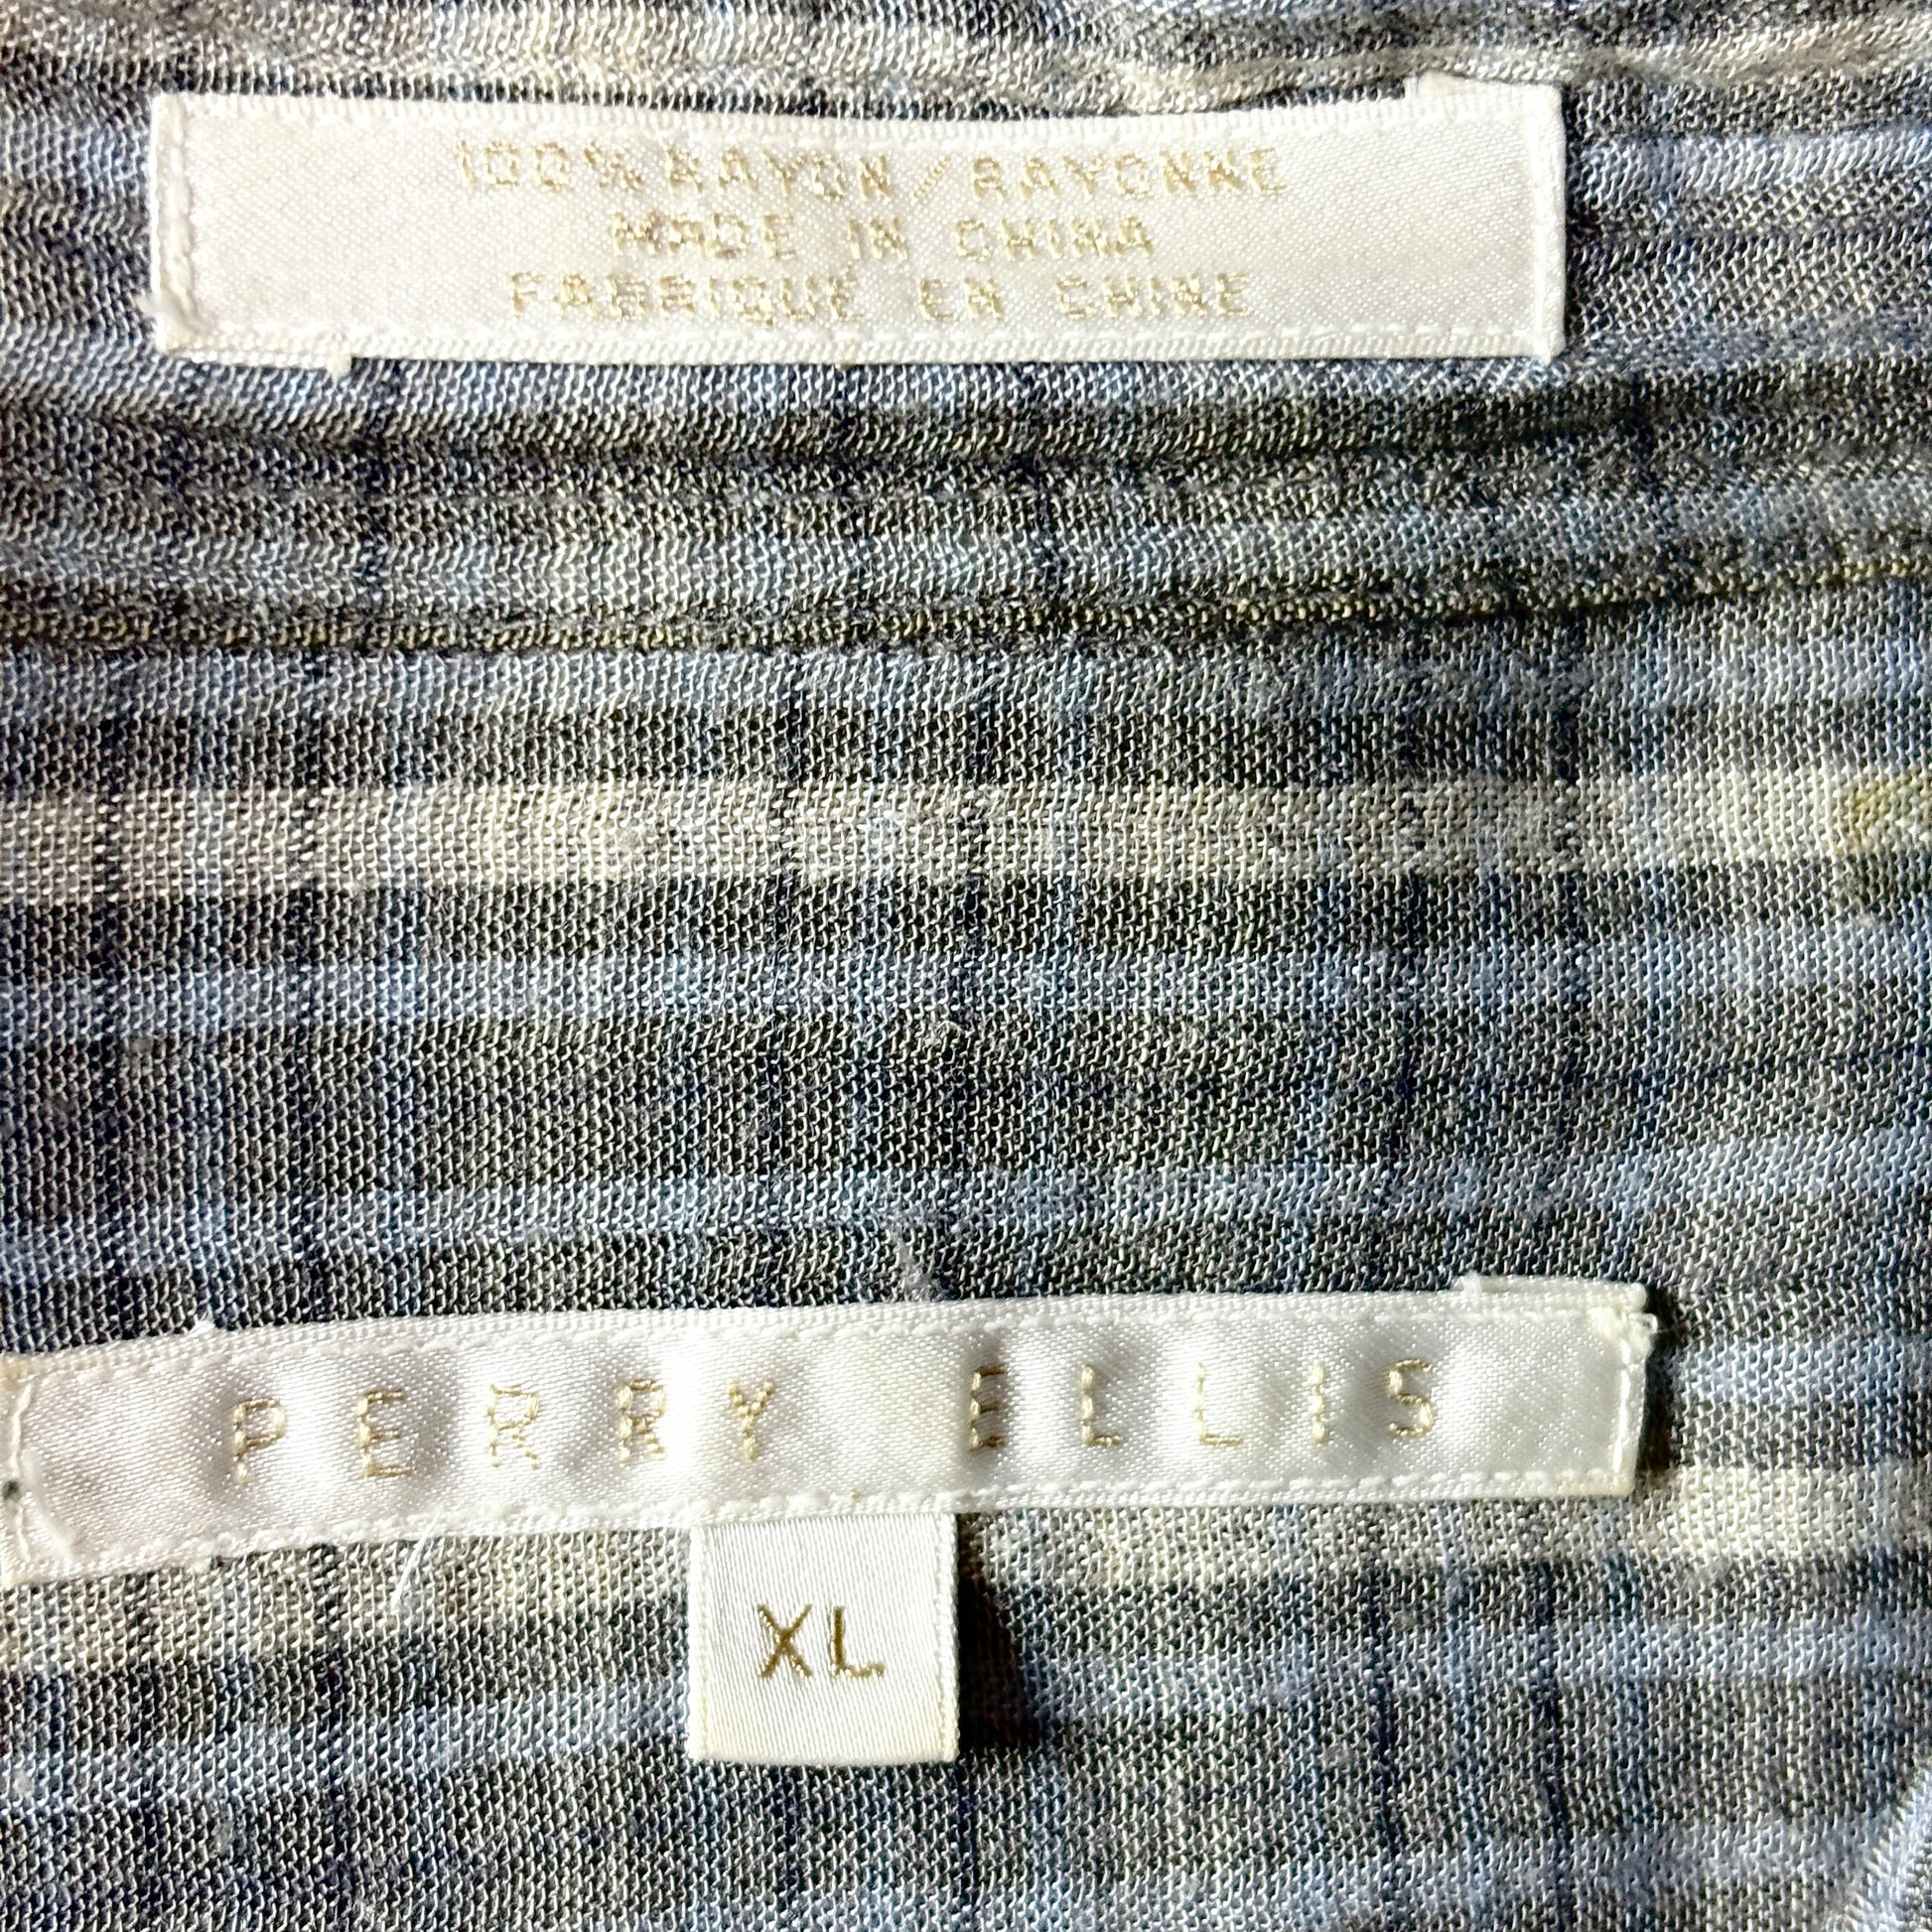 100% RAYON/RAYONNE
MADE IN CHINA
FABRIQUÉ EN CHINE
PERRY ELLIS
XL